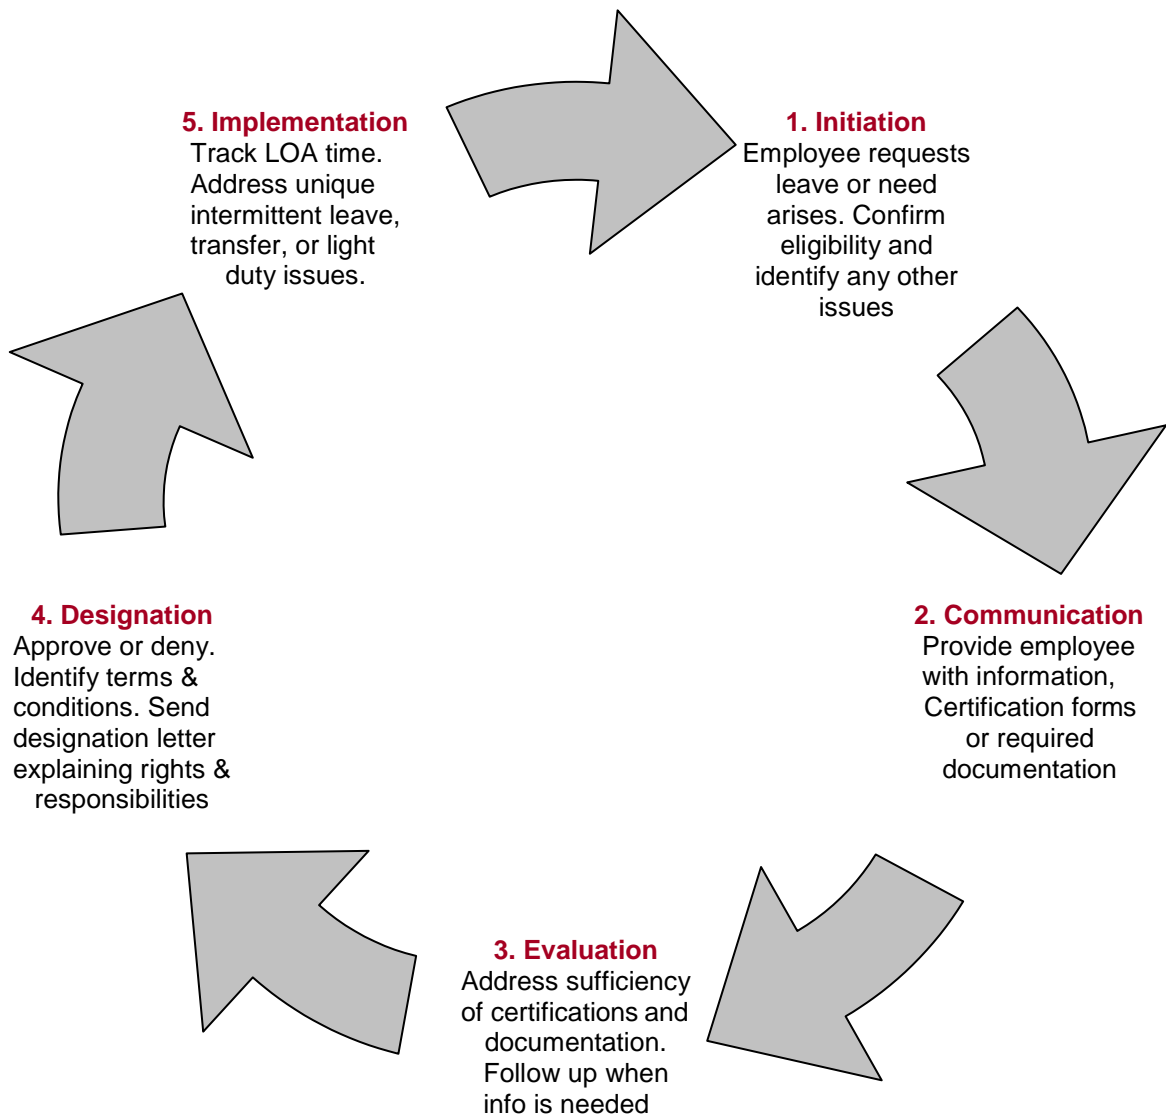 1. Initiation
Employee requests
leave or need
arises. Confirm
eligibility and
identify any other
issues
2. Communication
Provide employee
with information,
Certification forms
or required
documentation
3. Evaluation
Address sufficiency
of certifications and
documentation.
Follow up when
info is needed
4. Designation
Approve or deny.
Identify terms &
conditions. Send
designation letter
explaining rights &
responsibilities
5. Implementation
Track LOA time.
Address unique
intermittent leave,
transfer, or light
duty issues.